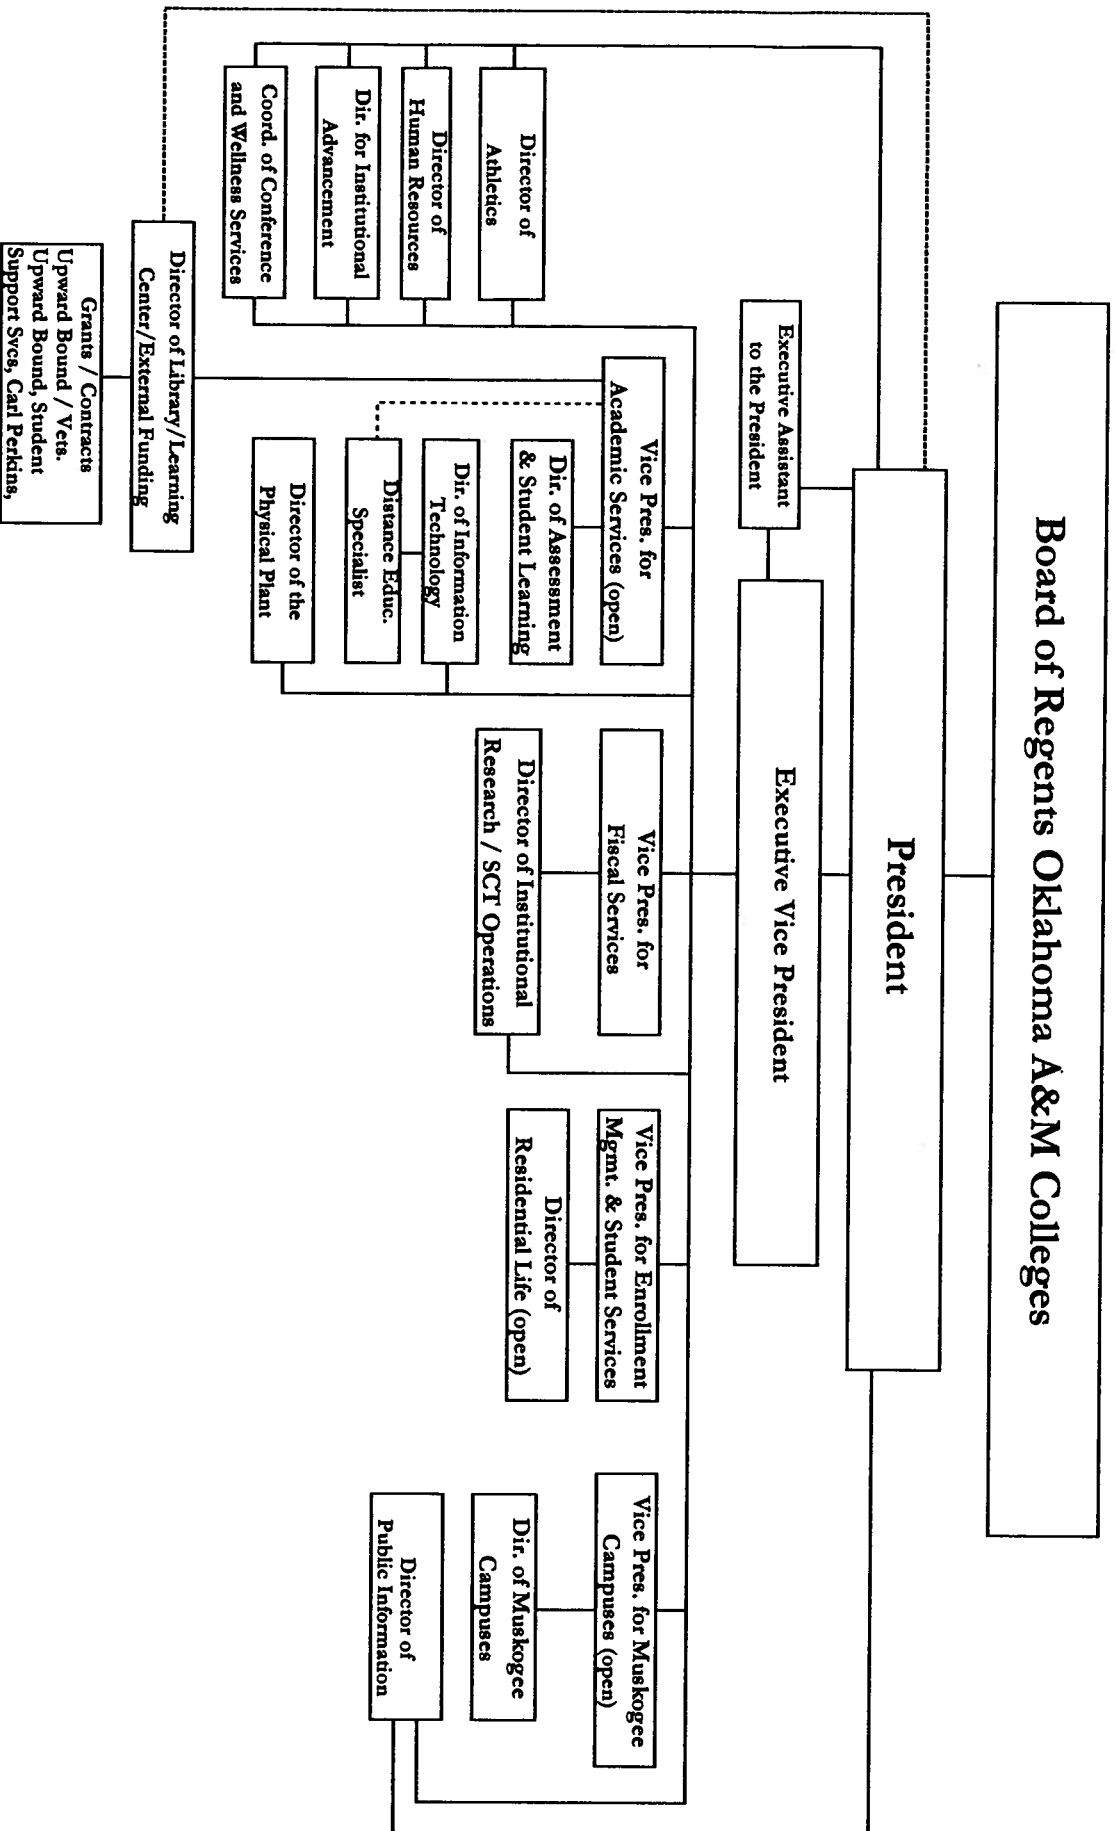 Board of Regents Oklahoma A&M Colleges
President
Executive Assistant
to the President
Executive Vice President
Director of
Athletics
Director of
Human Resources
Dir. for Institutional
Advancement
Coord. of Conference
and Wellness Services
Vice Pres. for
Academic Services (open)
Dir. of Assessment
& Student Learning
Dir. of Information
Technology
Distance Educ.
Specialist
Director of the
Physical Plant
Director of Library/Learning
Center/External Funding
Grants / Contracts
Upward Bound / Vets.
Upward Bound, Student
Support Svcs, Carl Perkins,
Vice Pres. for
Fiscal Services
Director of Institutional
Research / SCT Operations
Vice Pres. for Enrollment
Mgmt. & Student Services
Director of
Residential Life (open)
Vice Pres. for Muskogee
Campuses (open)
Dir. of Muskogee
Campuses
Director of
Public Information